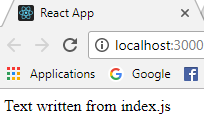 React App
localhost:3000
Applications Google
Text written from index.js